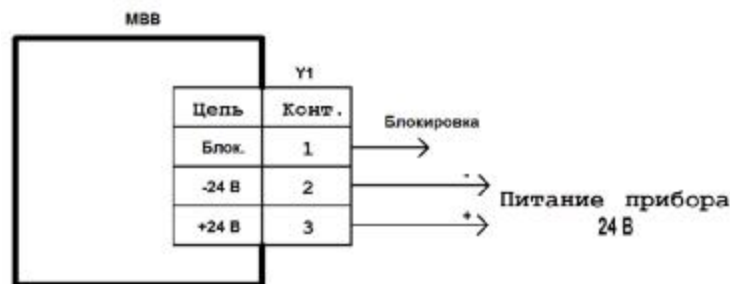 МВВ
Y1
Цепь Конт.
Блок. 1 Блокировка
-24 В 2 -
+24 В 3 +
Питание прибора
24 В